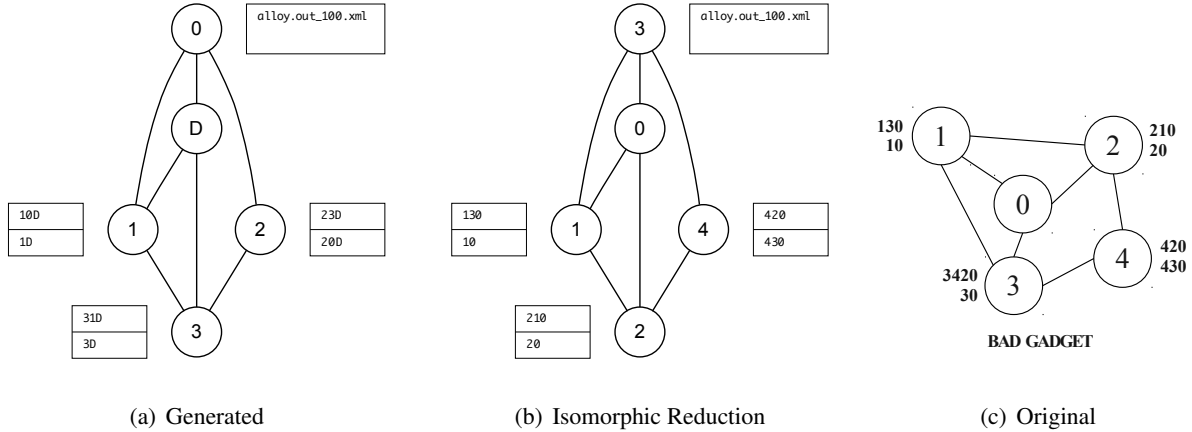 0
alloy.out_100.xml
D
10D
1D
1
2
23D
20D
31D
3D
3
(a) Generated
3
alloy.out_100.xml
0
130
10
1
4
420
430
210
20
2
(b) Isomorphic Reduction
130
10
1
2
210
20
0
3420
30
3
4
420
430
BAD GADGET
(c) Original